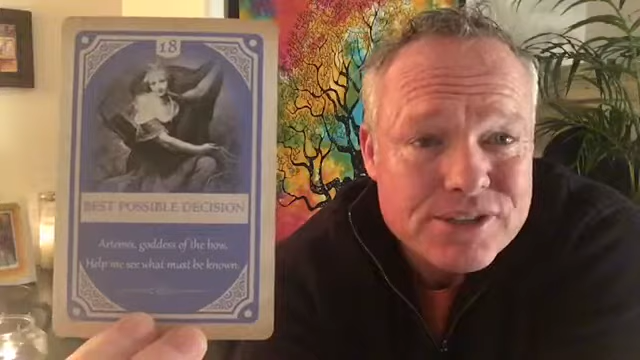 18
BEST POSSIBLE DECISION
Artemis, goddess of the bow,
Help me see what must be known.